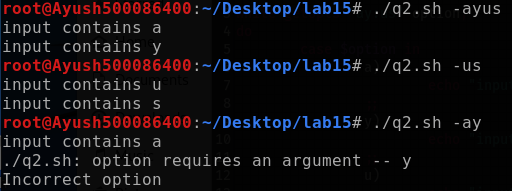 root@Ayush500086400:~/Desktop/lab15# ./q2.sh -ayus
input contains a
input contains y
root@Ayush500086400:~/Desktop/lab15# ./q2.sh -us
input contains u
input contains s
root@Ayush500086400:~/Desktop/lab15# ./q2.sh -ay
input contains a
./q2.sh: option requires an argument -- y
Incorrect option